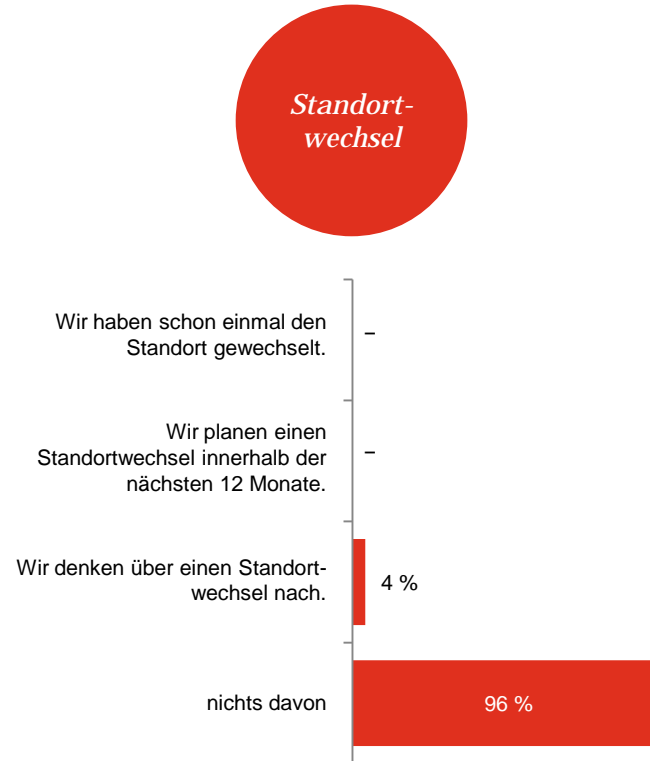 Standort-
wechsel
Wir haben schon einmal den
Standort gewechselt.
–
Wir planen einen
Standortwechsel innerhalb der
nächsten 12 Monate.
–
Wir denken über einen Standort-
wechsel nach.
4 %
nichts davon
96 %